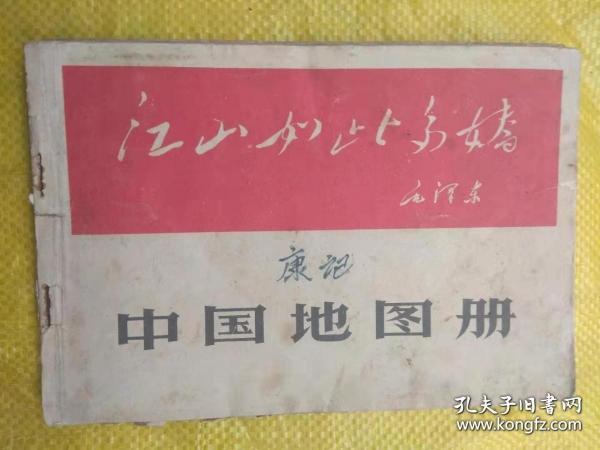 江山如此多娇
毛泽东
康记
中国地图册
孔夫子旧书网
www.kongfz.com